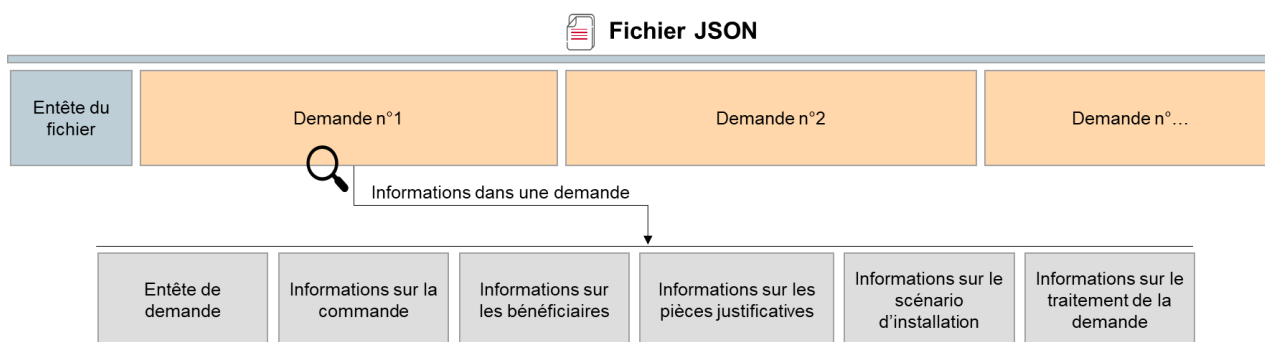 Fichier JSON
Entête du
fichier
Demande n°1
Demande n°2
Demande n°…
Informations dans une demande
Entête de
demande
Informations sur la
commande
Informations sur
les bénéficiaires
Informations sur les
pièces justificatives
Informations sur le
scénario
d’installation
Informations sur le
traitement de la
demande